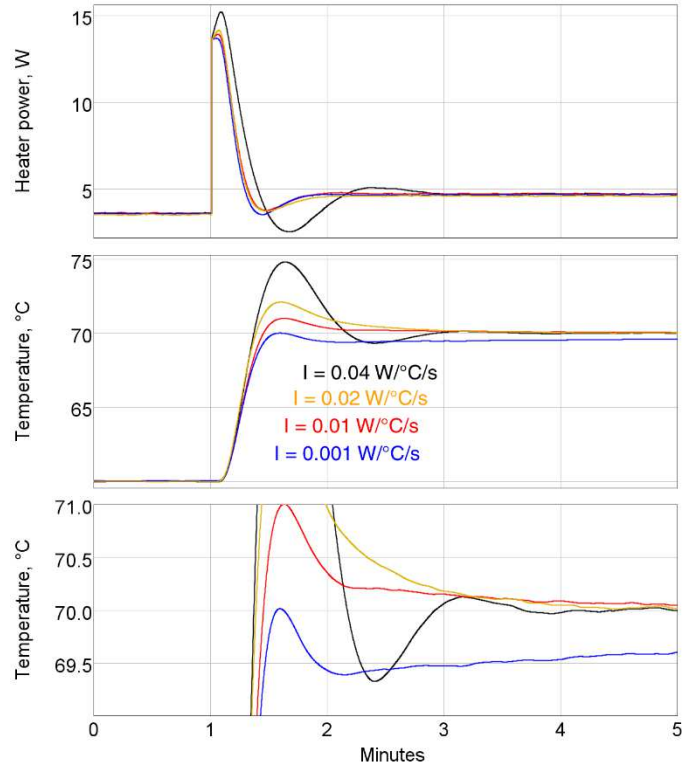 Heater power, W
15
10
5
Temperature, °C
75
70
65
I = 0.04 W/°C/s
I = 0.02 W/°C/s
I = 0.01 W/°C/s
I = 0.001 W/°C/s
Temperature, °C
71.0
70.5
70.0
69.5
0 1 2 3 4 5
Minutes